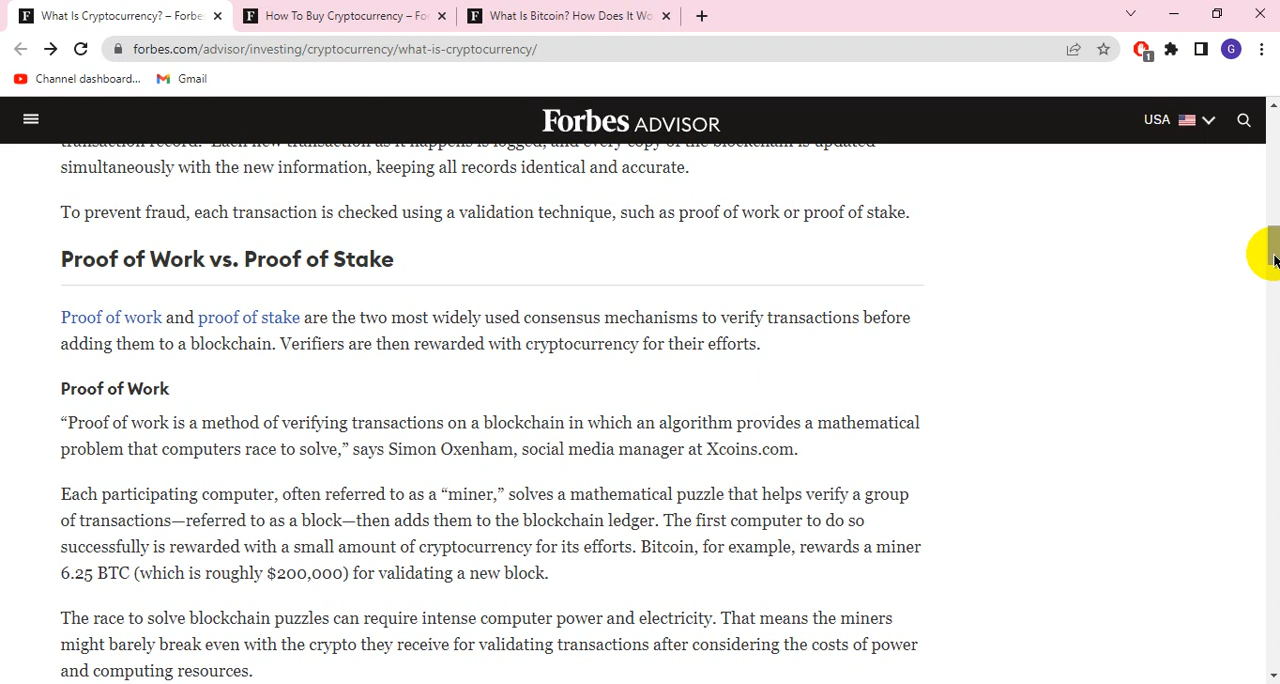 What Is Cryptocurrency? – Forbe
How To Buy Cryptocurrency – Fo
What Is Bitcoin? How Does It Wo
forbes.com/advisor/investing/cryptocurrency/what-is-cryptocurrency/
1
G
Channel dashboard...
Gmail
Forbes ADVISOR
USA
transaction record. Each new transaction as it happens is logged, and every copy of the blockchain is updated
simultaneously with the new information, keeping all records identical and accurate.
To prevent fraud, each transaction is checked using a validation technique, such as proof of work or proof of stake.
Proof of Work vs. Proof of Stake
Proof of work and proof of stake are the two most widely used consensus mechanisms to verify transactions before
adding them to a blockchain. Verifiers are then rewarded with cryptocurrency for their efforts.
Proof of Work
“Proof of work is a method of verifying transactions on a blockchain in which an algorithm provides a mathematical
problem that computers race to solve,” says Simon Oxenham, social media manager at Xcoins.com.
Each participating computer, often referred to as a “miner,” solves a mathematical puzzle that helps verify a group
of transactions—referred to as a block—then adds them to the blockchain ledger. The first computer to do so
successfully is rewarded with a small amount of cryptocurrency for its efforts. Bitcoin, for example, rewards a miner
6.25 BTC (which is roughly $200,000) for validating a new block.
The race to solve blockchain puzzles can require intense computer power and electricity. That means the miners
might barely break even with the crypto they receive for validating transactions after considering the costs of power
and computing resources.